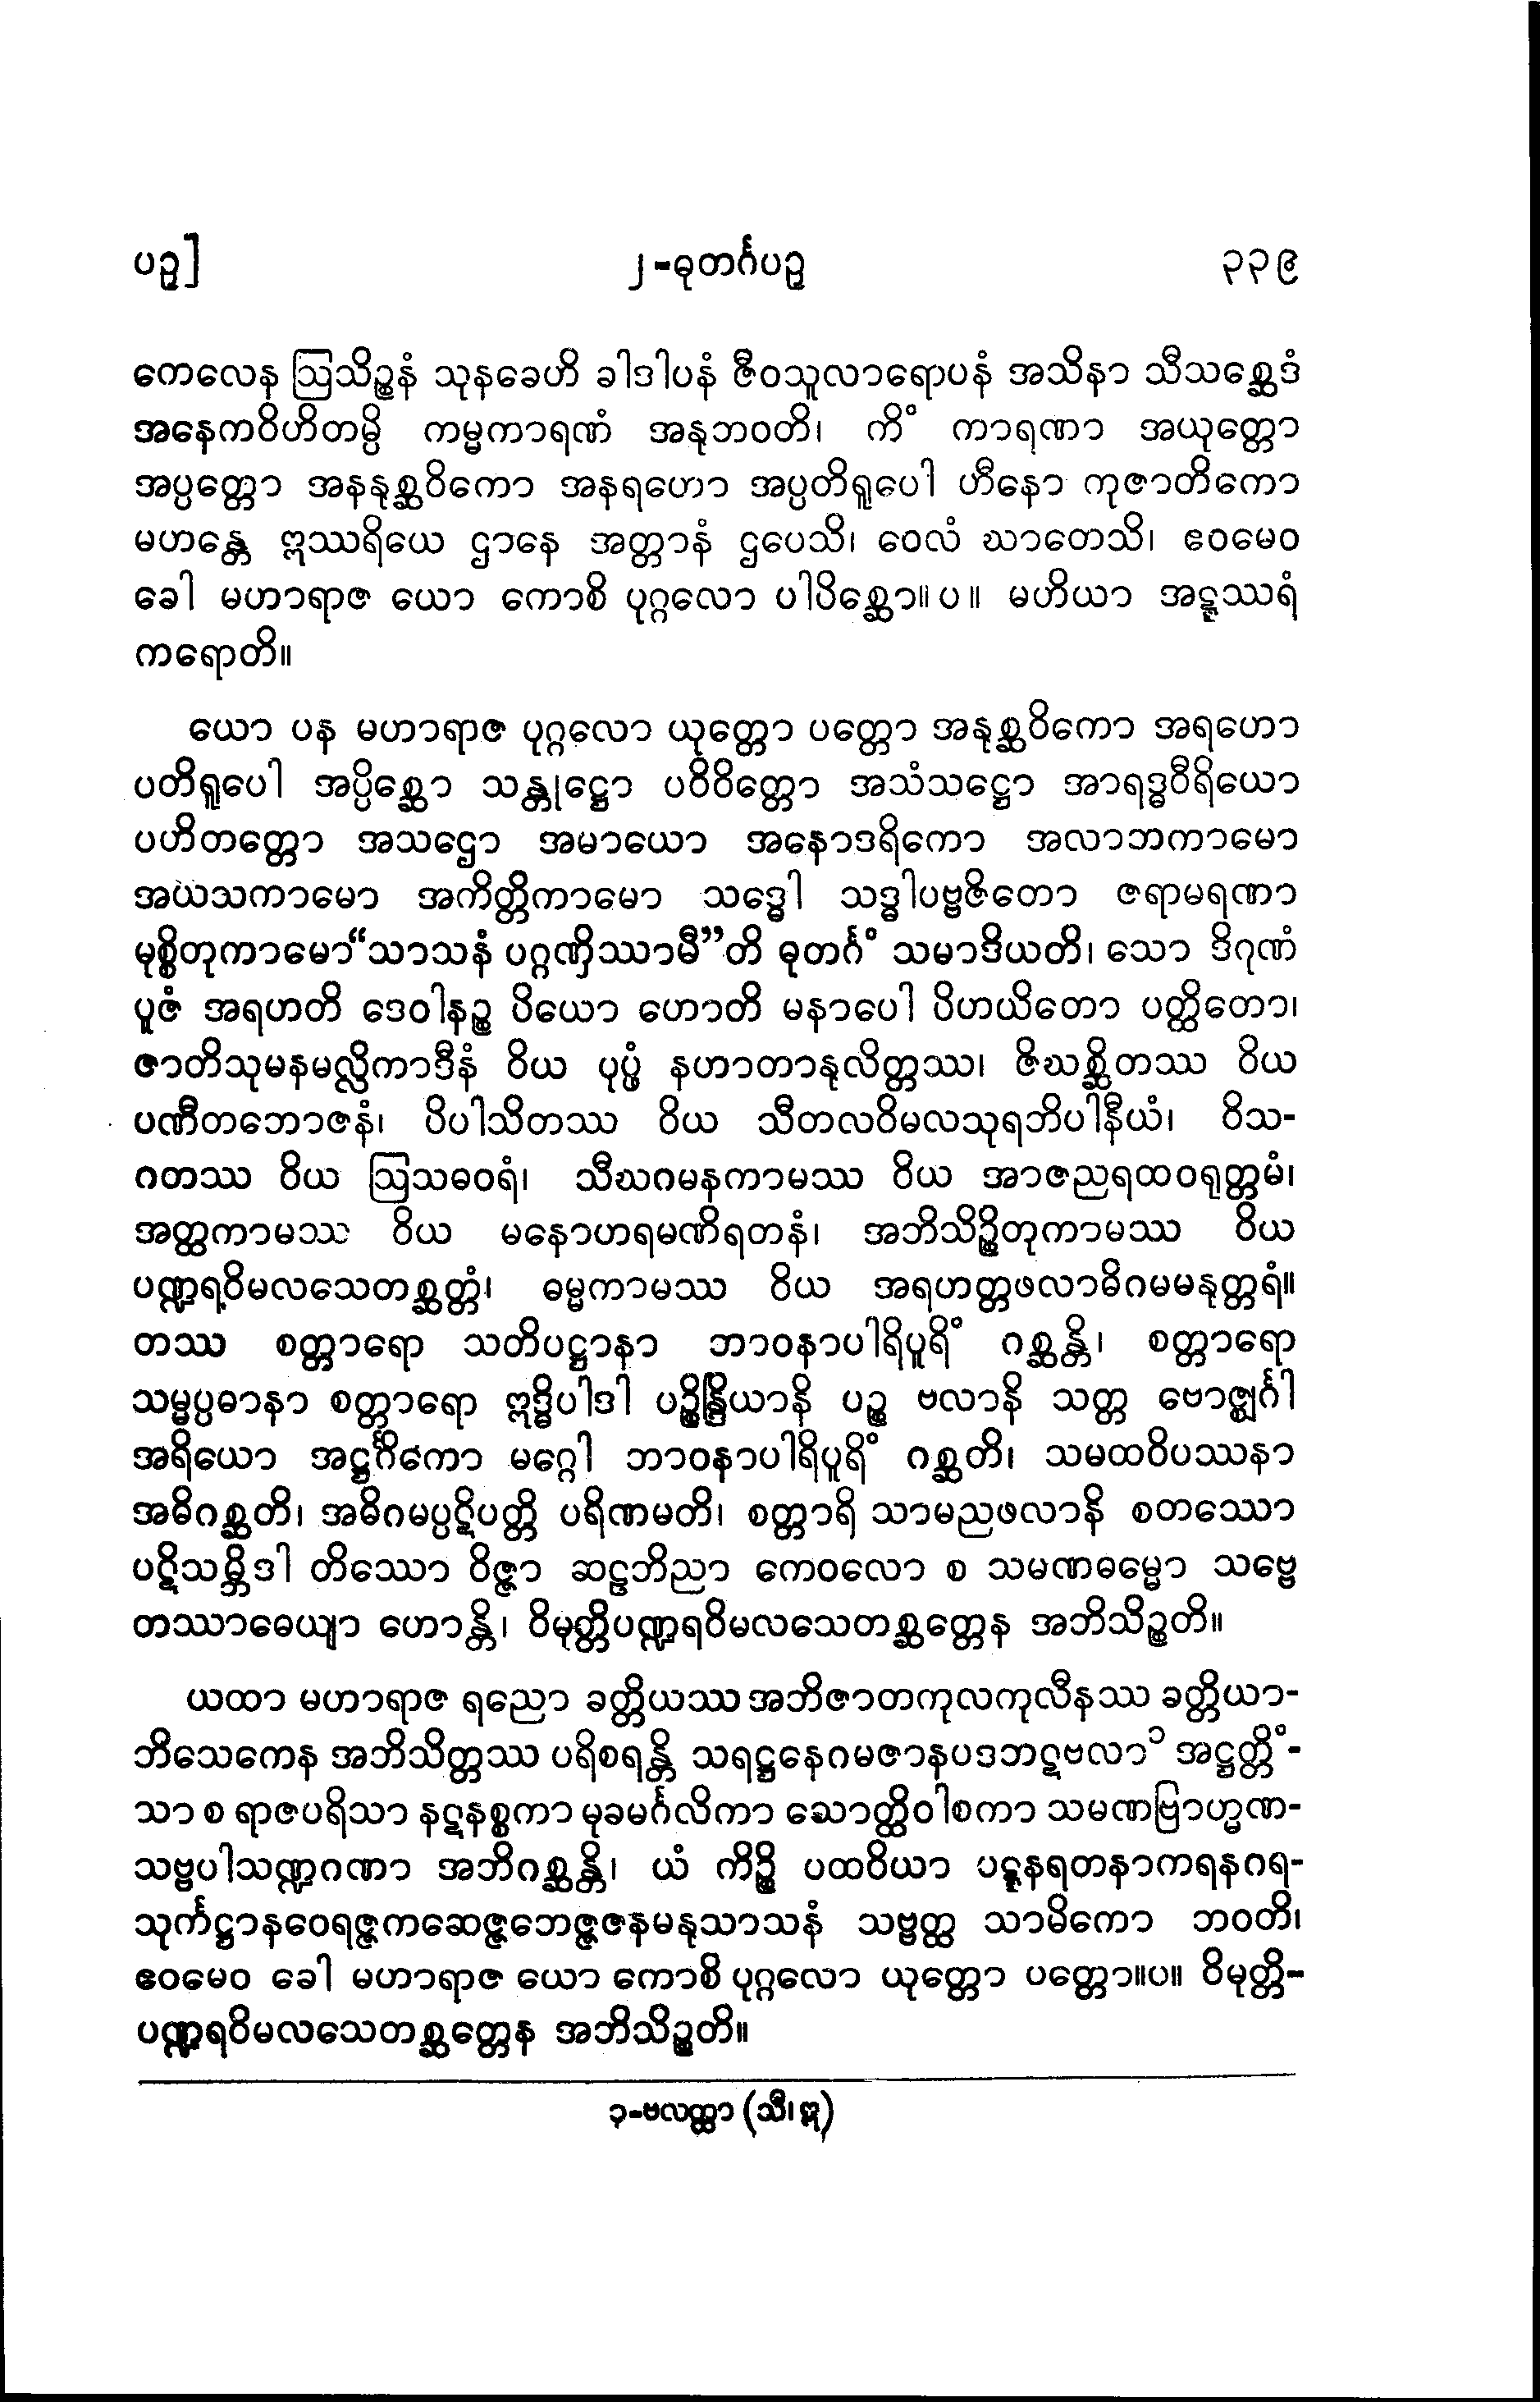 ပဉှ]
၂-ဓုတင်္ဂပဉှ
၃၃၉
ကေလေန ဩသိဉ္စနံ သုနခေဟိ ခါဒါပနံ ဇီဝသူလာရောပနံ အသိနာ သီသစ္ဆေဒံ
အနေကဝိဟိတမ္ပိ ကမ္မကာရဏံ အနုဘဝတိ၊ ကိံ ကာရဏာ အယုတ္တော
အပ္ပတ္တော အနနုစ္ဆဝိကော အနရဟော အပ္ပတိရူပေါ ဟီနော ကုဇာတိကော
မဟန္တေ ဣဿရိယေ ဌာနေ အတ္တာနံ ဌပေသိ၊ ဝေလံ ဃာတေသိ၊ ဧဝမေဝ
ခေါ မဟာရာဇ ယော ကောစိ ပုဂ္ဂလော ပါပိစ္ဆော။ပ။ မဟိယာ အဋ္ဋဿရံ
ကရောတိ။
ယော ပန မဟာရာဇ ပုဂ္ဂလော ယုတ္တော ပတ္တော အနုစ္ဆဝိကော အရဟော
ပတိရူပေါ အပ္ပိစ္ဆော သန္တုဋ္ဌော ပဝိဝိတ္တော အသံသဋ္ဌော အာရဒ္ဓဝီရိယော
ပဟိတတ္တော အသဌော အမာယော အနောဒရိကော အလာဘကာမော
အယသကာမော အကိတ္တိကာမော သဒ္ဓေါ သဒ္ဓါပဗ္ဗဇိတော ဇရာမရဏာ
မုစ္စိတုကာမော“သာသနံ ပဂ္ဂဏှိဿာမီ”တိ ဓုတင်္ဂံ သမာဒိယတိ၊ သော ဒိဂုဏံ
ပူဇံ အရဟတိ ဒေဝါနဉ္စ ပိယော ဟောတိ မနာပေါ ပိဟယိတော ပတ္ထိတော၊
ဇာတိသုမနမလ္လိကာဒီနံ ဝိယ ပုပ္ဖံ နဟာတာနုလိတ္တဿ၊ ဇိဃစ္ဆိတဿ ဝိယ
ပဏီတဘောဇနံ၊ ပိပါသိတဿ ဝိယ သီတလဝိမလသုရဘိပါနီယံ၊ ဝိသ-
ဂတဿ ဝိယ ဩသဓဝရံ၊ သီဃဂမနကာမဿ ဝိယ အာဇညရထဝရုတ္တမံ၊
အတ္ထကာမဿ ဝိယ မနောဟရမဏိရတနံ၊ အဘိသိဉ္စိတုကာမဿ ဝိယ
ပဏ္ဍရဝိမလသေတစ္ဆတ္တံ၊ ဓမ္မကာမဿ ဝိယ အရဟတ္တဖလာဓိဂမမနုတ္တရံ။
တဿ စတ္တာရော သတိပဋ္ဌာနာ ဘာဝနာပါရိပူရိံ ဂစ္ဆန္တိ၊ စတ္တာရော
သမ္မပ္ပဓာနာ စတ္တာရော ဣဒ္ဓိပါဒါ ပဉ္စိန္ဒြိယာနိ ပဉ္စ ဗလာနိ သတ္တ ဗောဇ္ဈင်္ဂါ
အရိယော အဋ္ဌင်္ဂိကော မဂ္ဂေါ ဘာဝနာပါရိပူရိံ ဂစ္ဆတိ၊ သမထဝိပဿနာ
အဓိဂစ္ဆတိ၊ အဓိဂမပ္ပဋိပတ္တိ ပရိဏမတိ၊ စတ္တာရိ သာမညဖလာနိ စတဿော
ပဋိသမ္ဘိဒါ တိဿော ဝိဇ္ဇာ ဆဠဘိညာ ကေဝလော စ သမဏဓမ္မော သဗ္ဗေ
တဿာဓေယျာ ဟောန္တိ၊ ဝိမုတ္တိပဏ္ဍရဝိမလသေတစ္ဆတ္တေန အဘိသိဉ္စတိ။
ယထာ မဟာရာဇ ရညော ခတ္တိယဿ အဘိဇာတကုလကုလီနဿ ခတ္တိယာ-
ဘိသေကေန အဘိသိတ္တဿ ပရိစရန္တိ သရဋ္ဌနေဂမဇာနပဒဘဋဗလာ၁ အဋ္ဌတ္တိံ-
သာ စ ရာဇပရိသာ နဋနစ္စကာ မုခမင်္ဂလိကာ သောတ္ထိဝါစကာ သမဏဗြာဟ္မဏ-
သဗ္ဗပါသဏ္ဍဂဏာ အဘိဂစ္ဆန္တိ၊ ယံ ကိဉ္စိ ပထဝိယာ ပဋ္ဋနရတနာကရနဂရ-
သုင်္ကဋ္ဌာနဝေရဇ္ဇကဆေဇ္ဇဘေဇ္ဇဇနမနုသာသနံ သဗ္ဗတ္ထ သာမိကော ဘဝတိ၊
ဧဝမေဝ ခေါ မဟာရာဇ ယော ကောစိ ပုဂ္ဂလော ယုတ္တော ပတ္တော။ပ။ ဝိမုတ္တိ-
ပဏ္ဍရဝိမလသေတစ္ဆတ္တေန အဘိသိဉ္စတိ။
၁-ဗလတ္ထာ (သီ၊ဣ)